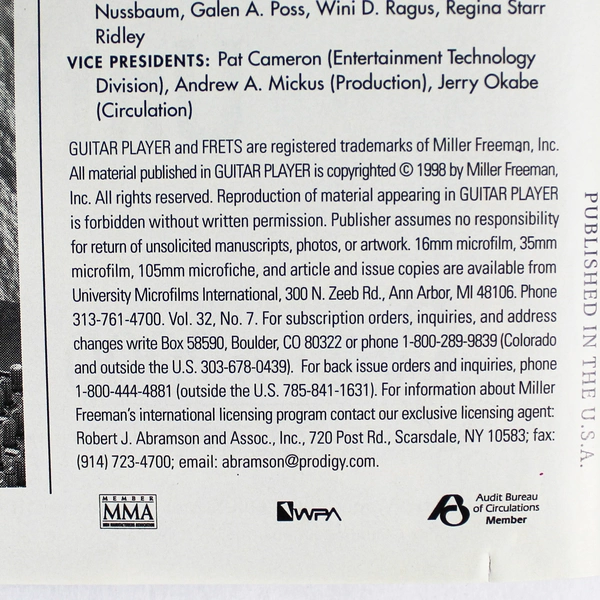 Nussbaum, Galen A. Poss, Wini D. Ragus, Regina Starr
Ridley
VICE PRESIDENTS: Pat Cameron (Entertainment Technology
Division), Andrew A. Mickus (Production), Jerry Okabe
(Circulation)
GUITAR PLAYER and FRETS are registered trademarks of Miller Freeman, Inc.
All material published in GUITAR PLAYER is copyrighted © 1998 by Miller Freeman,
Inc. All rights reserved. Reproduction of material appearing in GUITAR PLAYER
is forbidden without written permission. Publisher assumes no responsibility
for return of unsolicited manuscripts, photos, or artwork. 16mm microfilm, 35mm
microfilm, 105mm microfiche, and article and issue copies are available from
University Microfilms International, 300 N. Zeeb Rd., Ann Arbor, MI 48106. Phone
313-761-4700. Vol. 32, No. 7. For subscription orders, inquiries, and address
changes write Box 58590, Boulder, CO 80322 or phone 1-800-289-9839 (Colorado
and outside the U.S. 303-678-0439). For back issue orders and inquiries, phone
1-800-444-4881 (outside the U.S. 785-841-1631). For information about Miller
Freeman's international licensing program contact our exclusive licensing agent:
Robert J. Abramson and Assoc., Inc., 720 Post Rd., Scarsdale, NY 10583; fax:
(914) 723-4700; email: abramson@prodigy.com.
MEMBER
MMA
WPA
Audit Bureau
of Circulations
Member
PUBLISHED IN THE U.S.A.